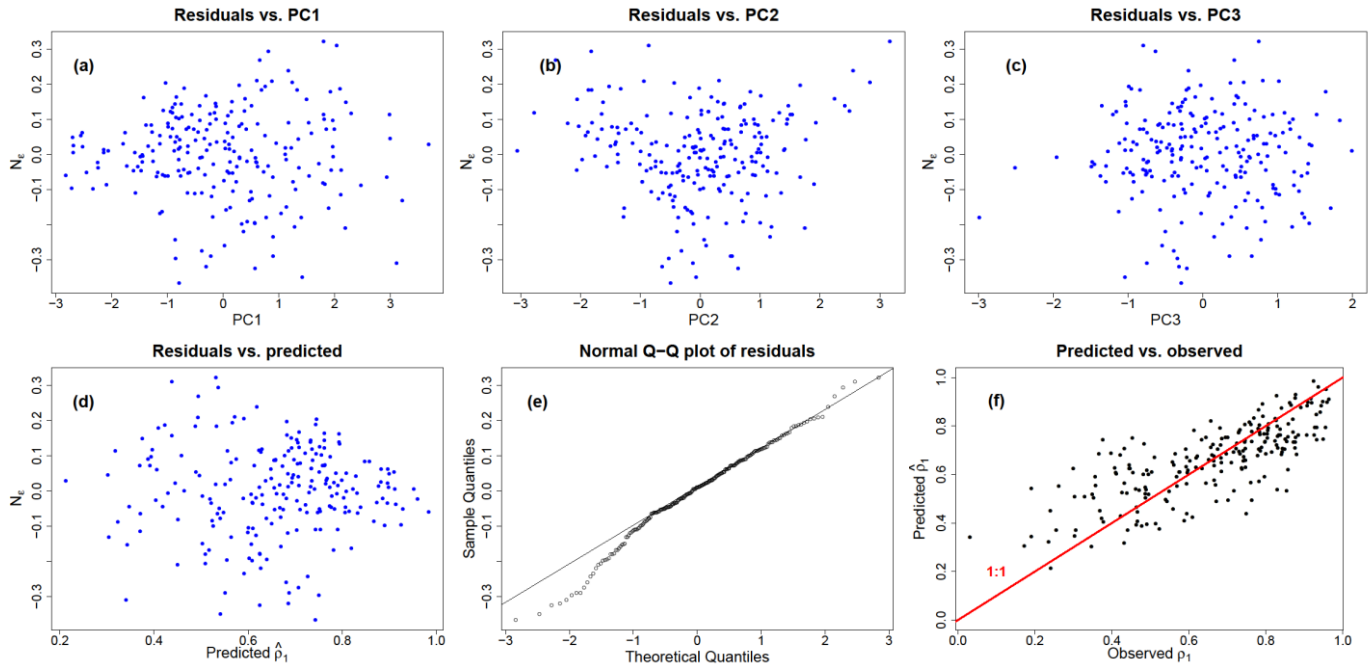 Residuals vs. PC1
(a)
N_ε
0.3
0.2
0.1
0.0
−0.1
−0.3
−3 −2 −1 0 1 2 3
PC1
Residuals vs. PC2
(b)
N_ε
0.3
0.2
0.1
0.0
−0.1
−0.3
−3 −2 −1 0 1 2 3
PC2
Residuals vs. PC3
(c)
N_ε
0.3
0.2
0.1
0.0
−0.1
−0.3
−3 −2 −1 0 1 2
PC3
Residuals vs. predicted
(d)
N_ε
0.3
0.2
0.1
0.0
−0.1
−0.3
0.2 0.4 0.6 0.8 1.0
Predicted ρ̂₁
Normal Q−Q plot of residuals
(e)
Sample Quantiles
0.3
0.2
0.1
0.0
−0.1
−0.3
−3 −2 −1 0 1 2 3
Theoretical Quantiles
Predicted vs. observed
(f)
Predicted ρ̂₁
1.0
0.8
0.6
0.4
0.2
0.0
1:1
0.0 0.2 0.4 0.6 0.8 1.0
Observed ρ₁